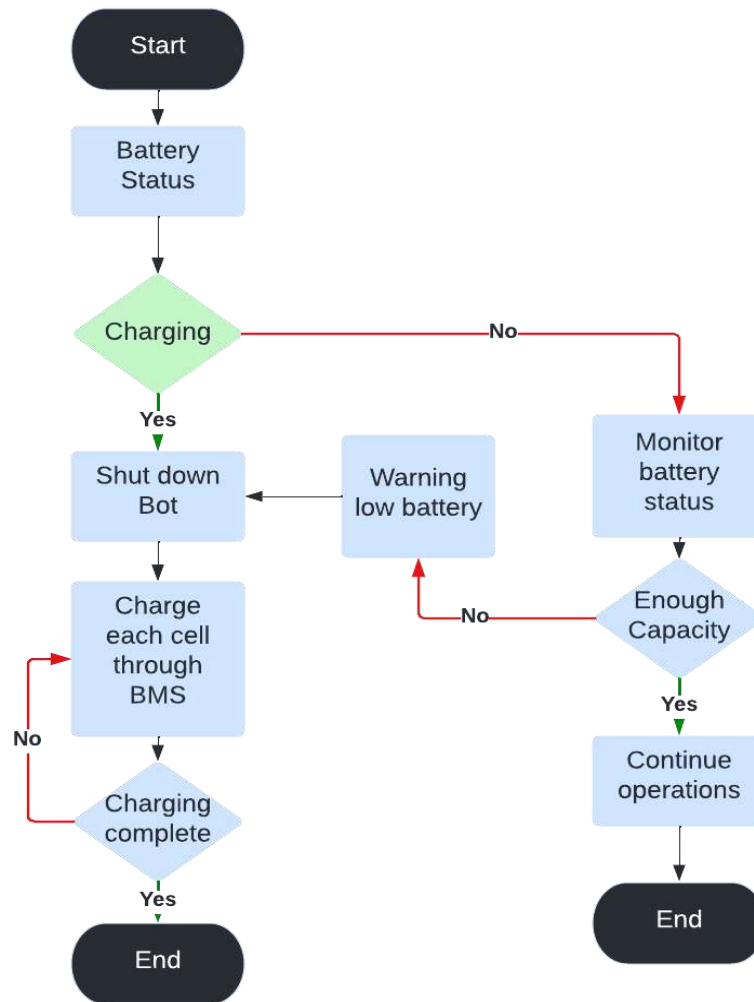 Start
Battery
Status
Charging
No
Yes
Shut down
Bot
Warning
low battery
Monitor
battery
status
Charge
each cell
through
BMS
No
Enough
Capacity
No
Yes
Charging
complete
Continue
operations
Yes
End
End